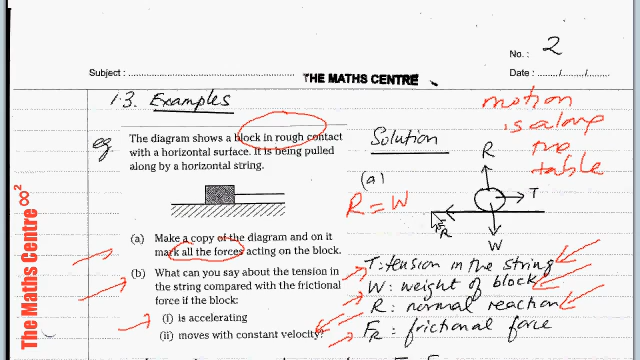 No.: 2
Subject: THE MATHS CENTRE Date: ....../....../......
1.3. Examples
eg
The diagram shows a block in rough contact
with a horizontal surface. It is being pulled
along by a horizontal string.
(a) Make a copy of the diagram and on it
mark all the forces acting on the block.
(b) What can you say about the tension in
the string compared with the frictional
force if the block:
(i) is accelerating
(ii) moves with constant velocity?
Solution
(a)
R = W
motion
is along
the
table
R
T
FR
W
T: tension in the string
W: weight of block
R: normal reaction
FR: frictional force
The Maths Centre ∞²